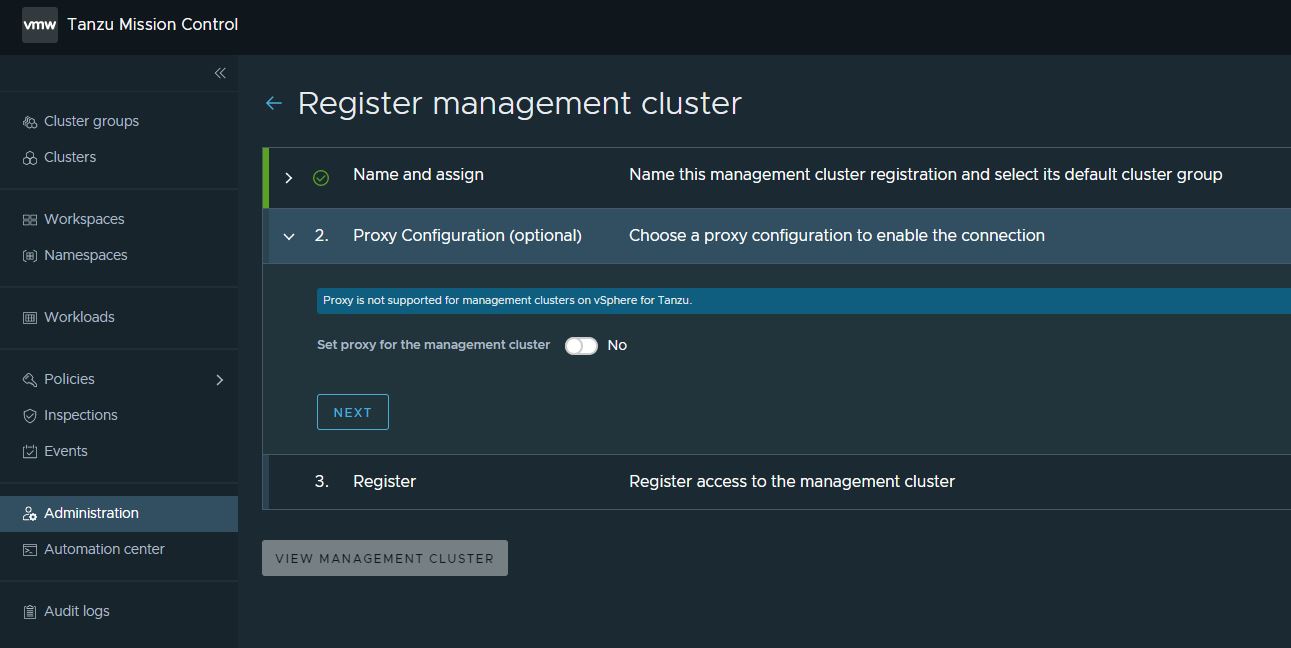 vmw Tanzu Mission Control
Cluster groups
Clusters
Workspaces
Namespaces
Workloads
Policies
Inspections
Events
Administration
Automation center
Audit logs
Register management cluster
Name and assign Name this management cluster registration and select its default cluster group
2. Proxy Configuration (optional) Choose a proxy configuration to enable the connection
Proxy is not supported for management clusters on vSphere for Tanzu.
Set proxy for the management cluster No
NEXT
3. Register Register access to the management cluster
VIEW MANAGEMENT CLUSTER